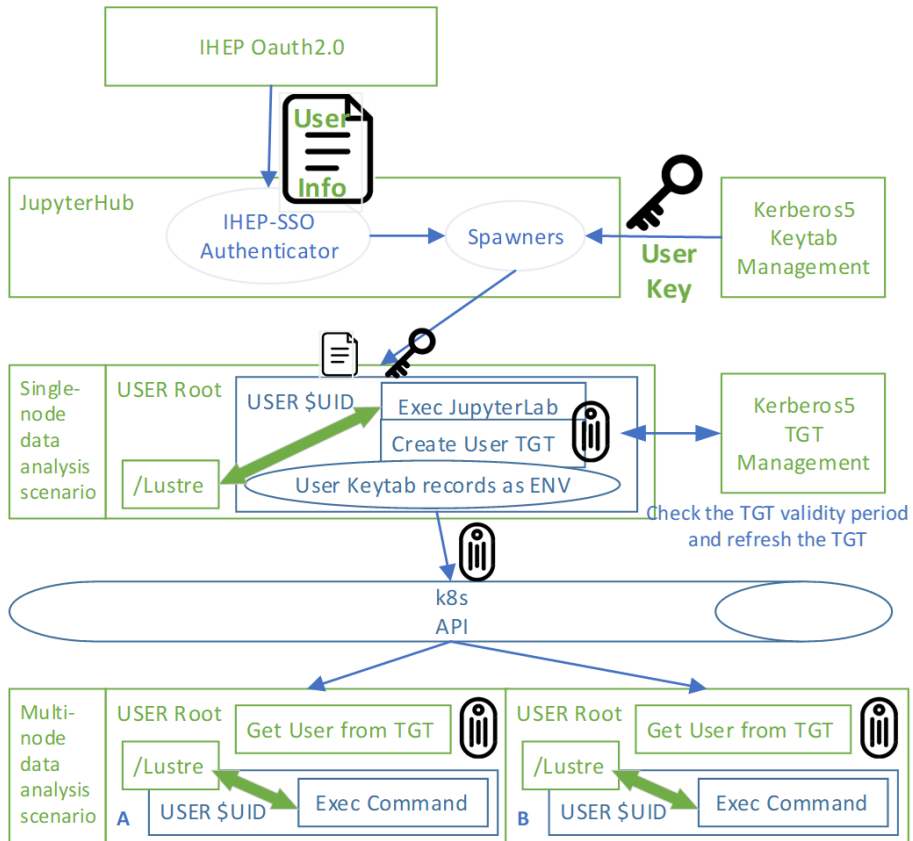 IHEP Oauth2.0
User
Info
JupyterHub
IHEP-SSO
Authenticator
Spawners
User
Key
Kerberos5
Keytab
Management
Single-
node
data
analysis
scenario
USER Root
USER $UID
Exec JupyterLab
Create User TGT
/Lustre
User Keytab records as ENV
Kerberos5
TGT
Management
Check the TGT validity period
and refresh the TGT
k8s
API
Multi-
node
data
analysis
scenario
USER Root
Get User from TGT
/Lustre
Exec Command
USER $UID
A
USER Root
Get User from TGT
/Lustre
Exec Command
USER $UID
B